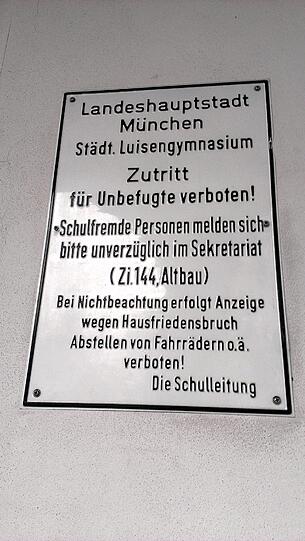 Landeshauptstadt
München
Städt. Luisengymnasium
Zutritt
für Unbefugte verboten!
Schulfremde Personen melden sich
bitte unverzüglich im Sekretariat
(Zi.144, Altbau)
Bei Nichtbeachtung erfolgt Anzeige
wegen Hausfriedensbruch
Abstellen von Fahrrädern o.ä.
verboten!
Die Schulleitung